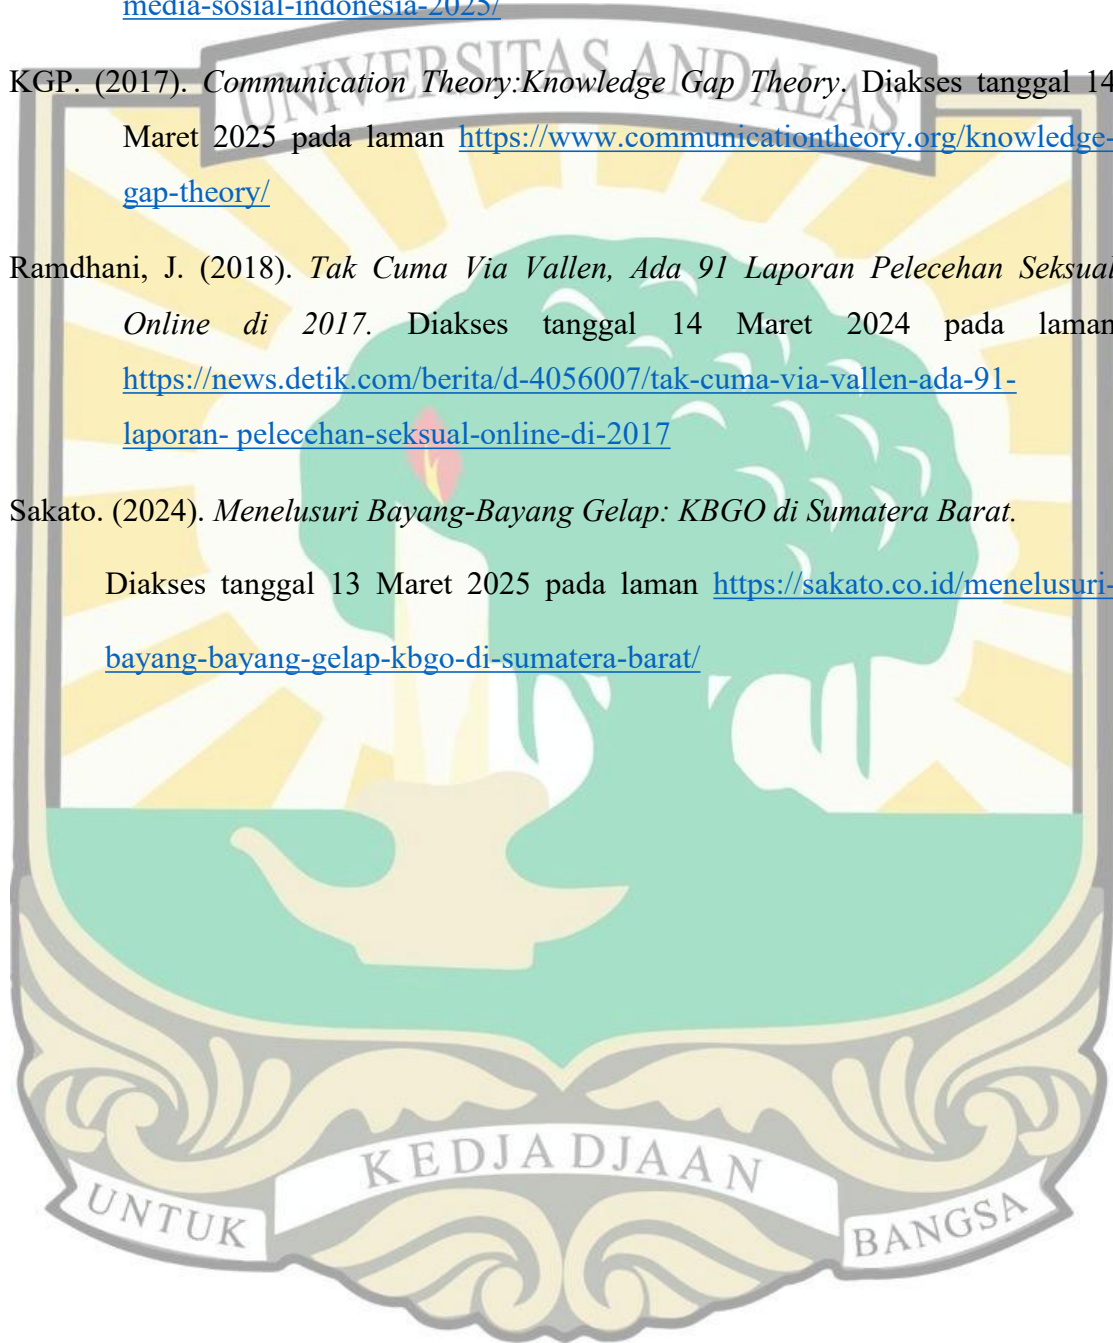 media-sosial-indonesia-2025/
UNIVERSITAS ANDALAS
KGP. (2017). Communication Theory:Knowledge Gap Theory. Diakses tanggal 14
Maret 2025 pada laman https://www.communicationtheory.org/knowledge-
gap-theory/
Ramdhani, J. (2018). Tak Cuma Via Vallen, Ada 91 Laporan Pelecehan Seksual
Online di 2017. Diakses tanggal 14 Maret 2024 pada laman
https://news.detik.com/berita/d-4056007/tak-cuma-via-vallen-ada-91-
laporan- pelecehan-seksual-online-di-2017
Sakato. (2024). Menelusuri Bayang-Bayang Gelap: KBGO di Sumatera Barat.
Diakses tanggal 13 Maret 2025 pada laman https://sakato.co.id/menelusuri-
bayang-bayang-gelap-kbgo-di-sumatera-barat/
UNTUK KEDJADJAAN BANGSA